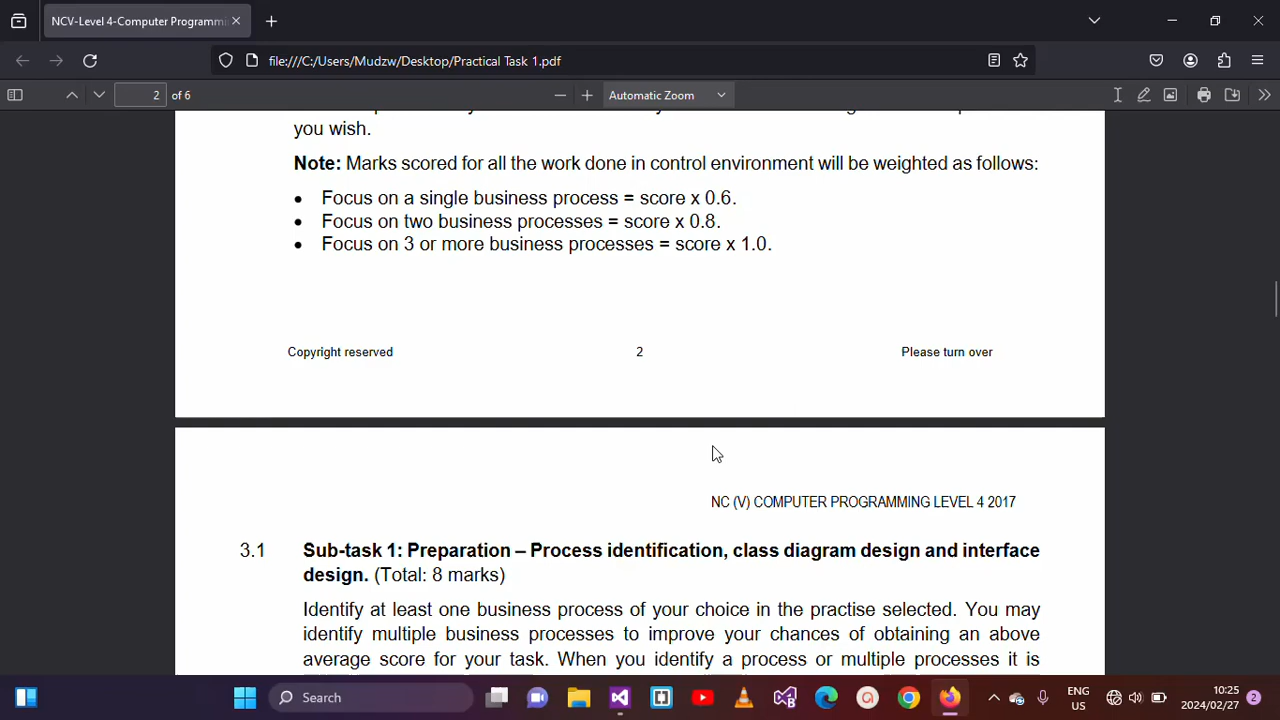 NCV-Level 4-Computer Programmi
file:///C:/Users/Mudzw/Desktop/Practical Task 1.pdf
2 of 6
Automatic Zoom
you wish.
Note: Marks scored for all the work done in control environment will be weighted as follows:
• Focus on a single business process = score x 0.6.
• Focus on two business processes = score x 0.8.
• Focus on 3 or more business processes = score x 1.0.
Copyright reserved 2 Please turn over
NC (V) COMPUTER PROGRAMMING LEVEL 4 2017
3.1 Sub-task 1: Preparation – Process identification, class diagram design and interface
design. (Total: 8 marks)
Identify at least one business process of your choice in the practise selected. You may
identify multiple business processes to improve your chances of obtaining an above
average score for your task. When you identify a process or multiple processes it is
Search
ENG
US
10:25
2024/02/27
2